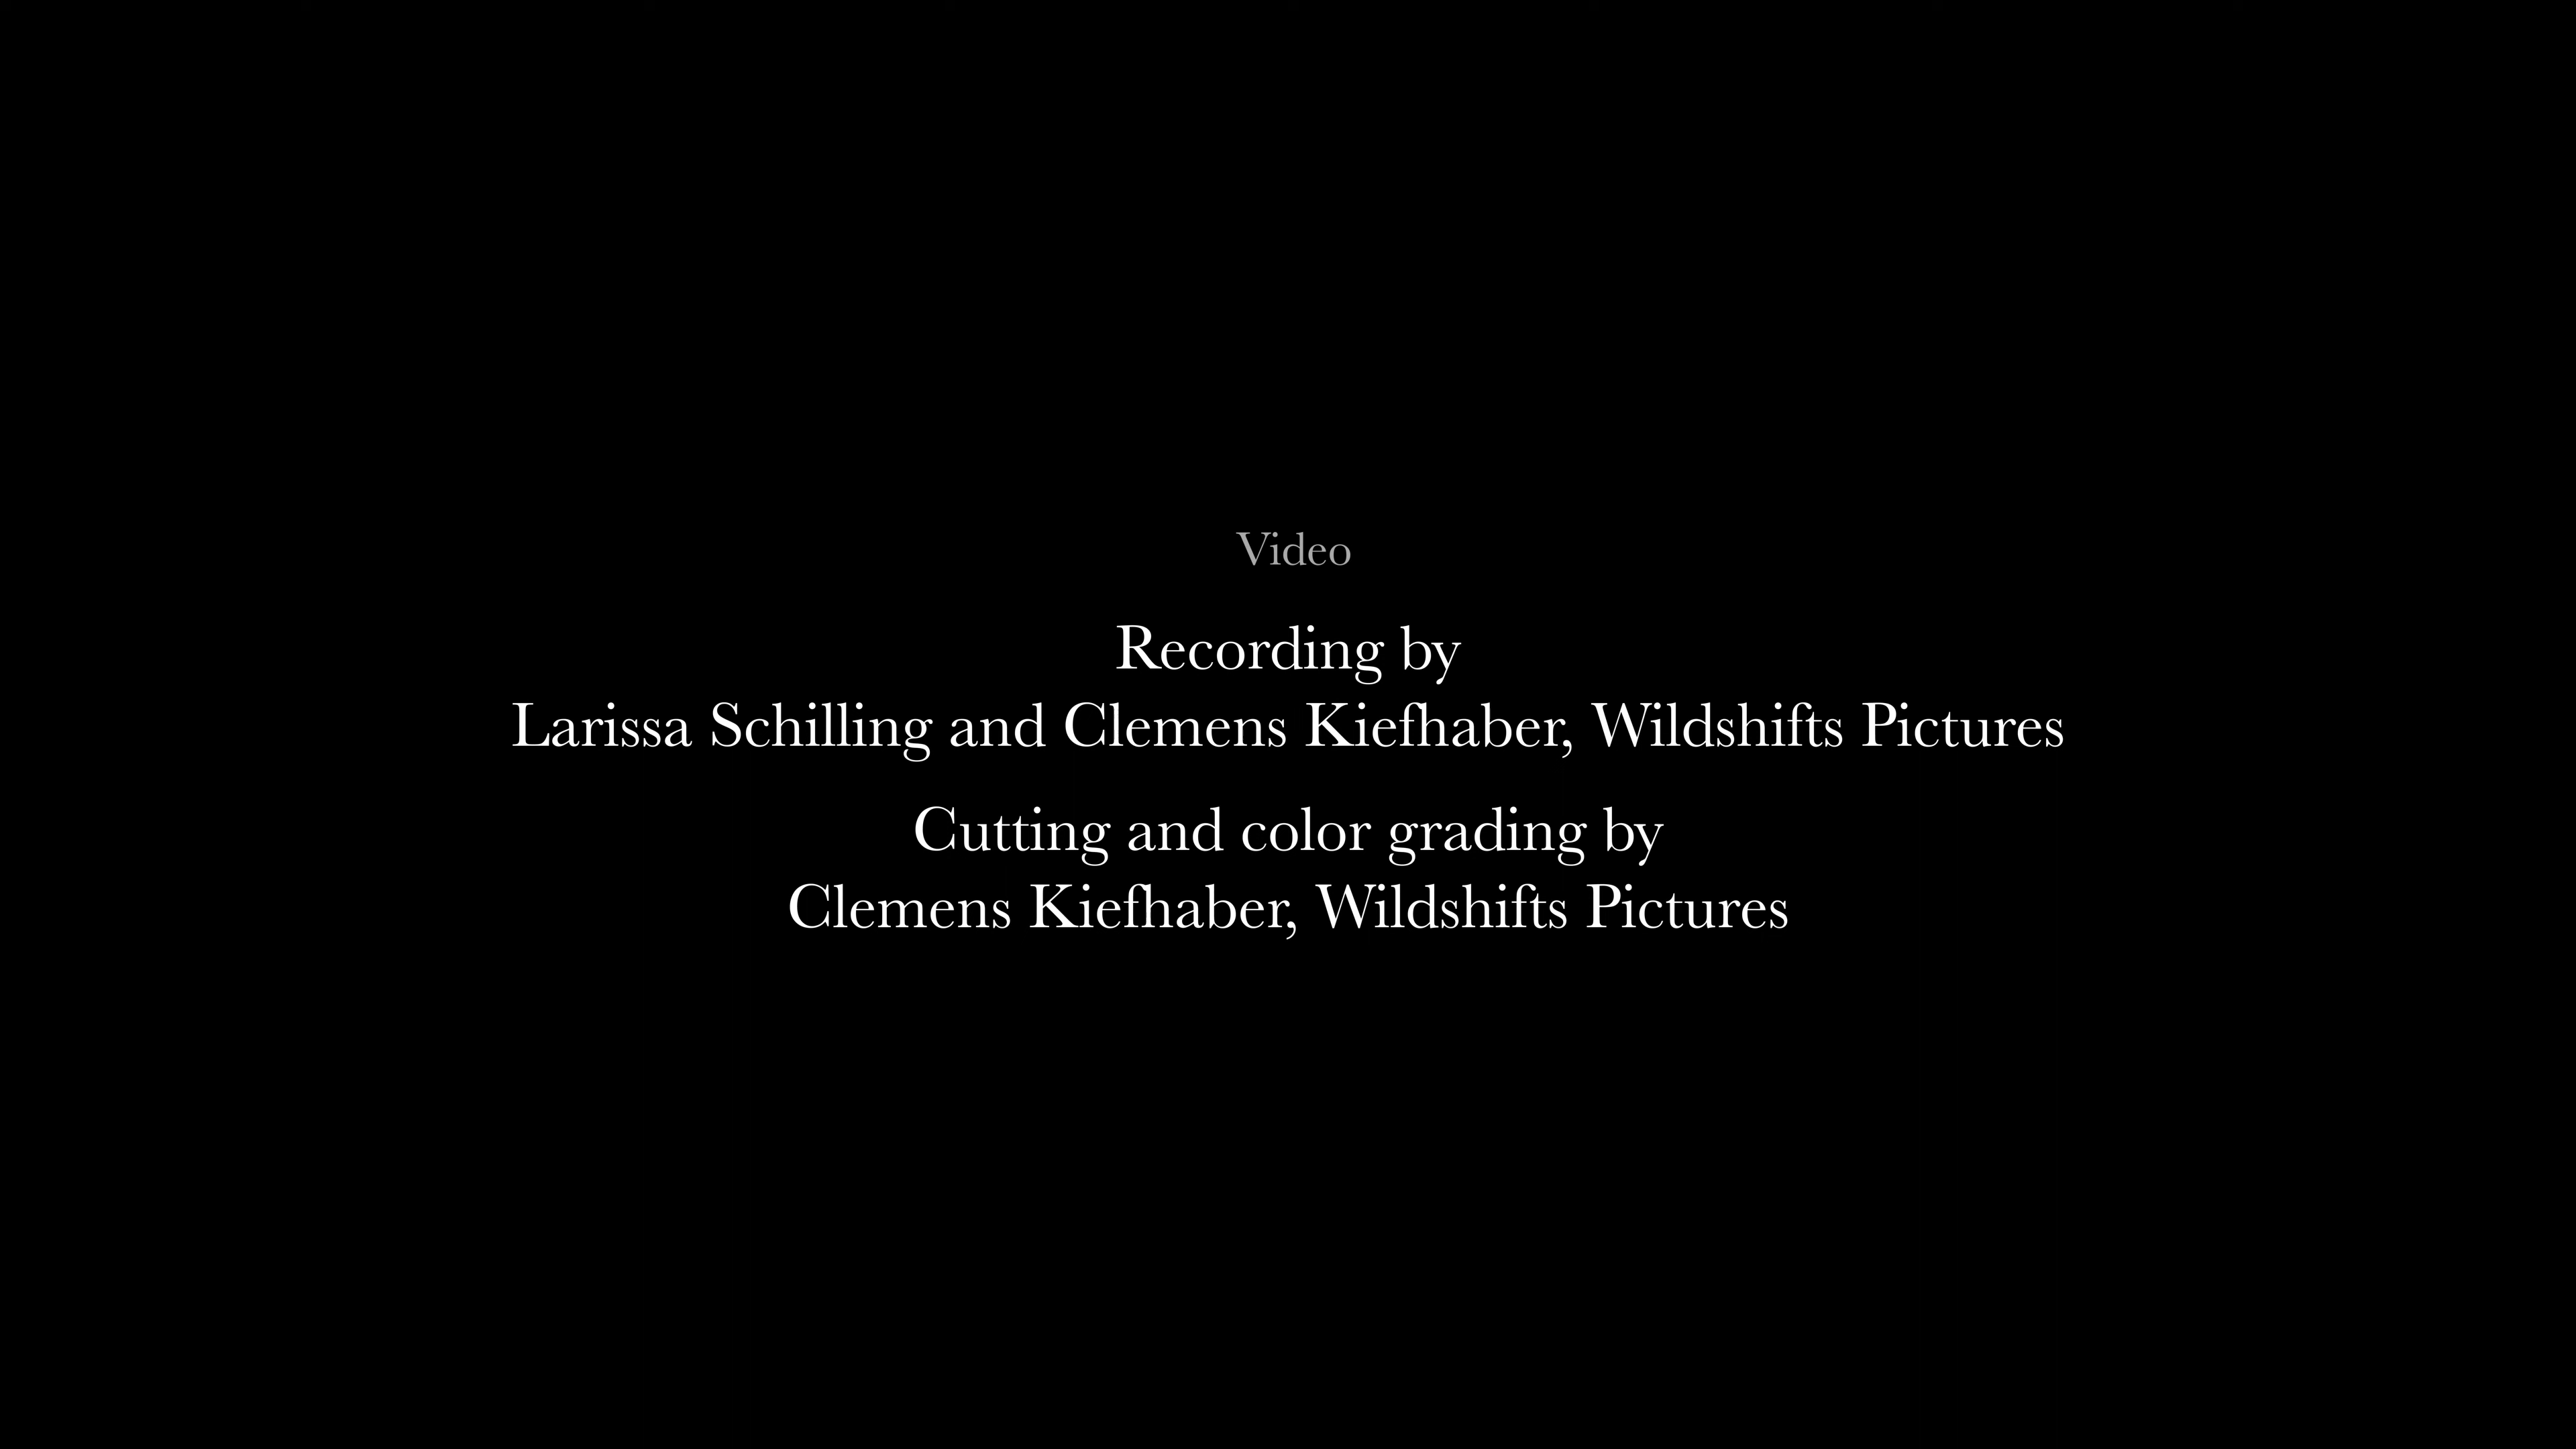 Video
Recording by
Larissa Schilling and Clemens Kiefhaber, Wildshifts Pictures
Cutting and color grading by
Clemens Kiefhaber, Wildshifts Pictures